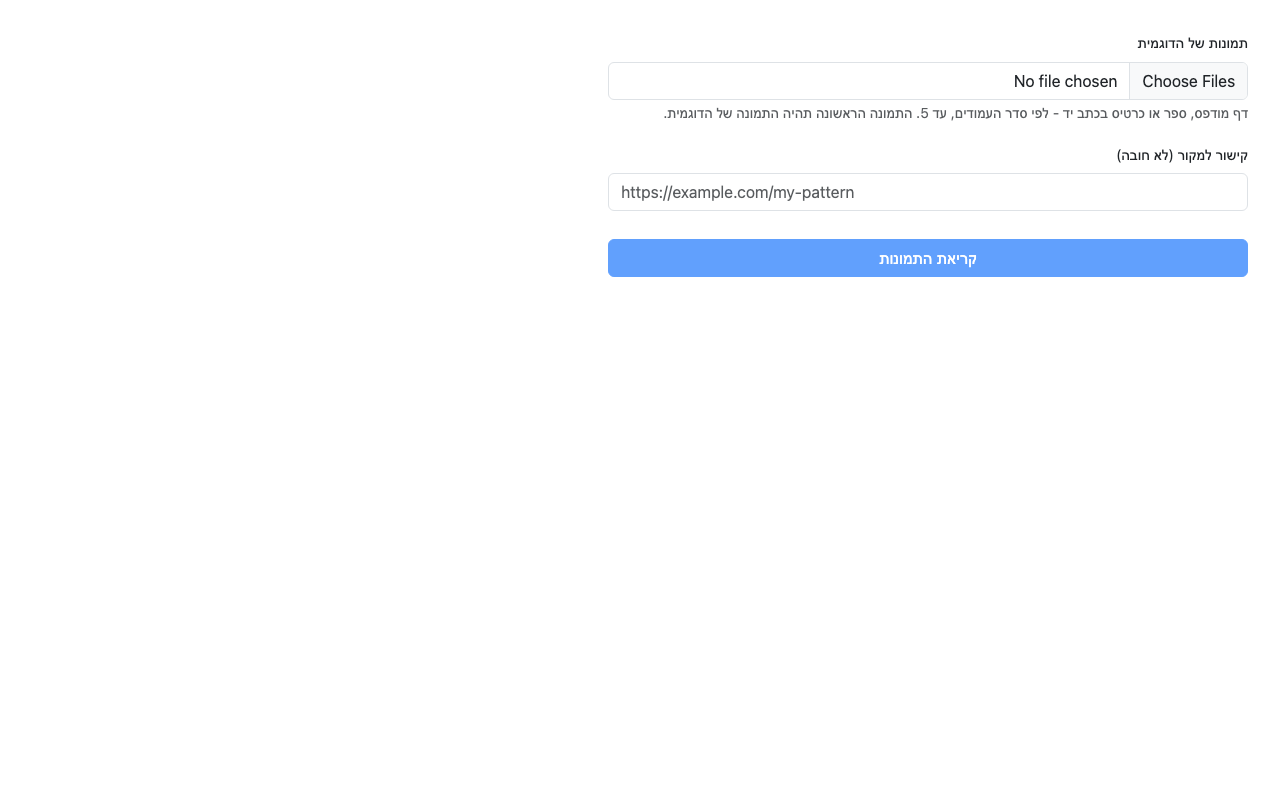 תמונות של הדוגמית
Choose Files No file chosen
דף מודפס, ספר או כרטיס בכתב יד - לפי סדר העמודים, עד 5. התמונה הראשונה תהיה התמונה של הדוגמית.
קישור למקור (לא חובה)
https://example.com/my-pattern
קריאת התמונות